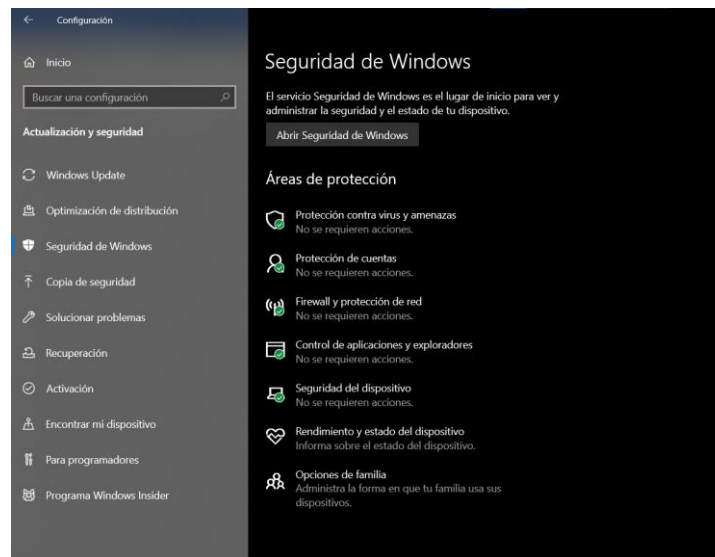 Configuración
Inicio
Buscar una configuración
Actualización y seguridad
Windows Update
Optimización de distribución
Seguridad de Windows
Copia de seguridad
Solucionar problemas
Recuperación
Activación
Encontrar mi dispositivo
Para programadores
Programa Windows Insider
Seguridad de Windows
El servicio Seguridad de Windows es el lugar de inicio para ver y
administrar la seguridad y el estado de tu dispositivo.
Abrir Seguridad de Windows
Áreas de protección
Protección contra virus y amenazas
No se requieren acciones.
Protección de cuentas
No se requieren acciones.
Firewall y protección de red
No se requieren acciones.
Control de aplicaciones y exploradores
No se requieren acciones.
Seguridad del dispositivo
No se requieren acciones.
Rendimiento y estado del dispositivo
Informa sobre el estado del dispositivo.
Opciones de familia
Administra la forma en que tu familia usa sus
dispositivos.